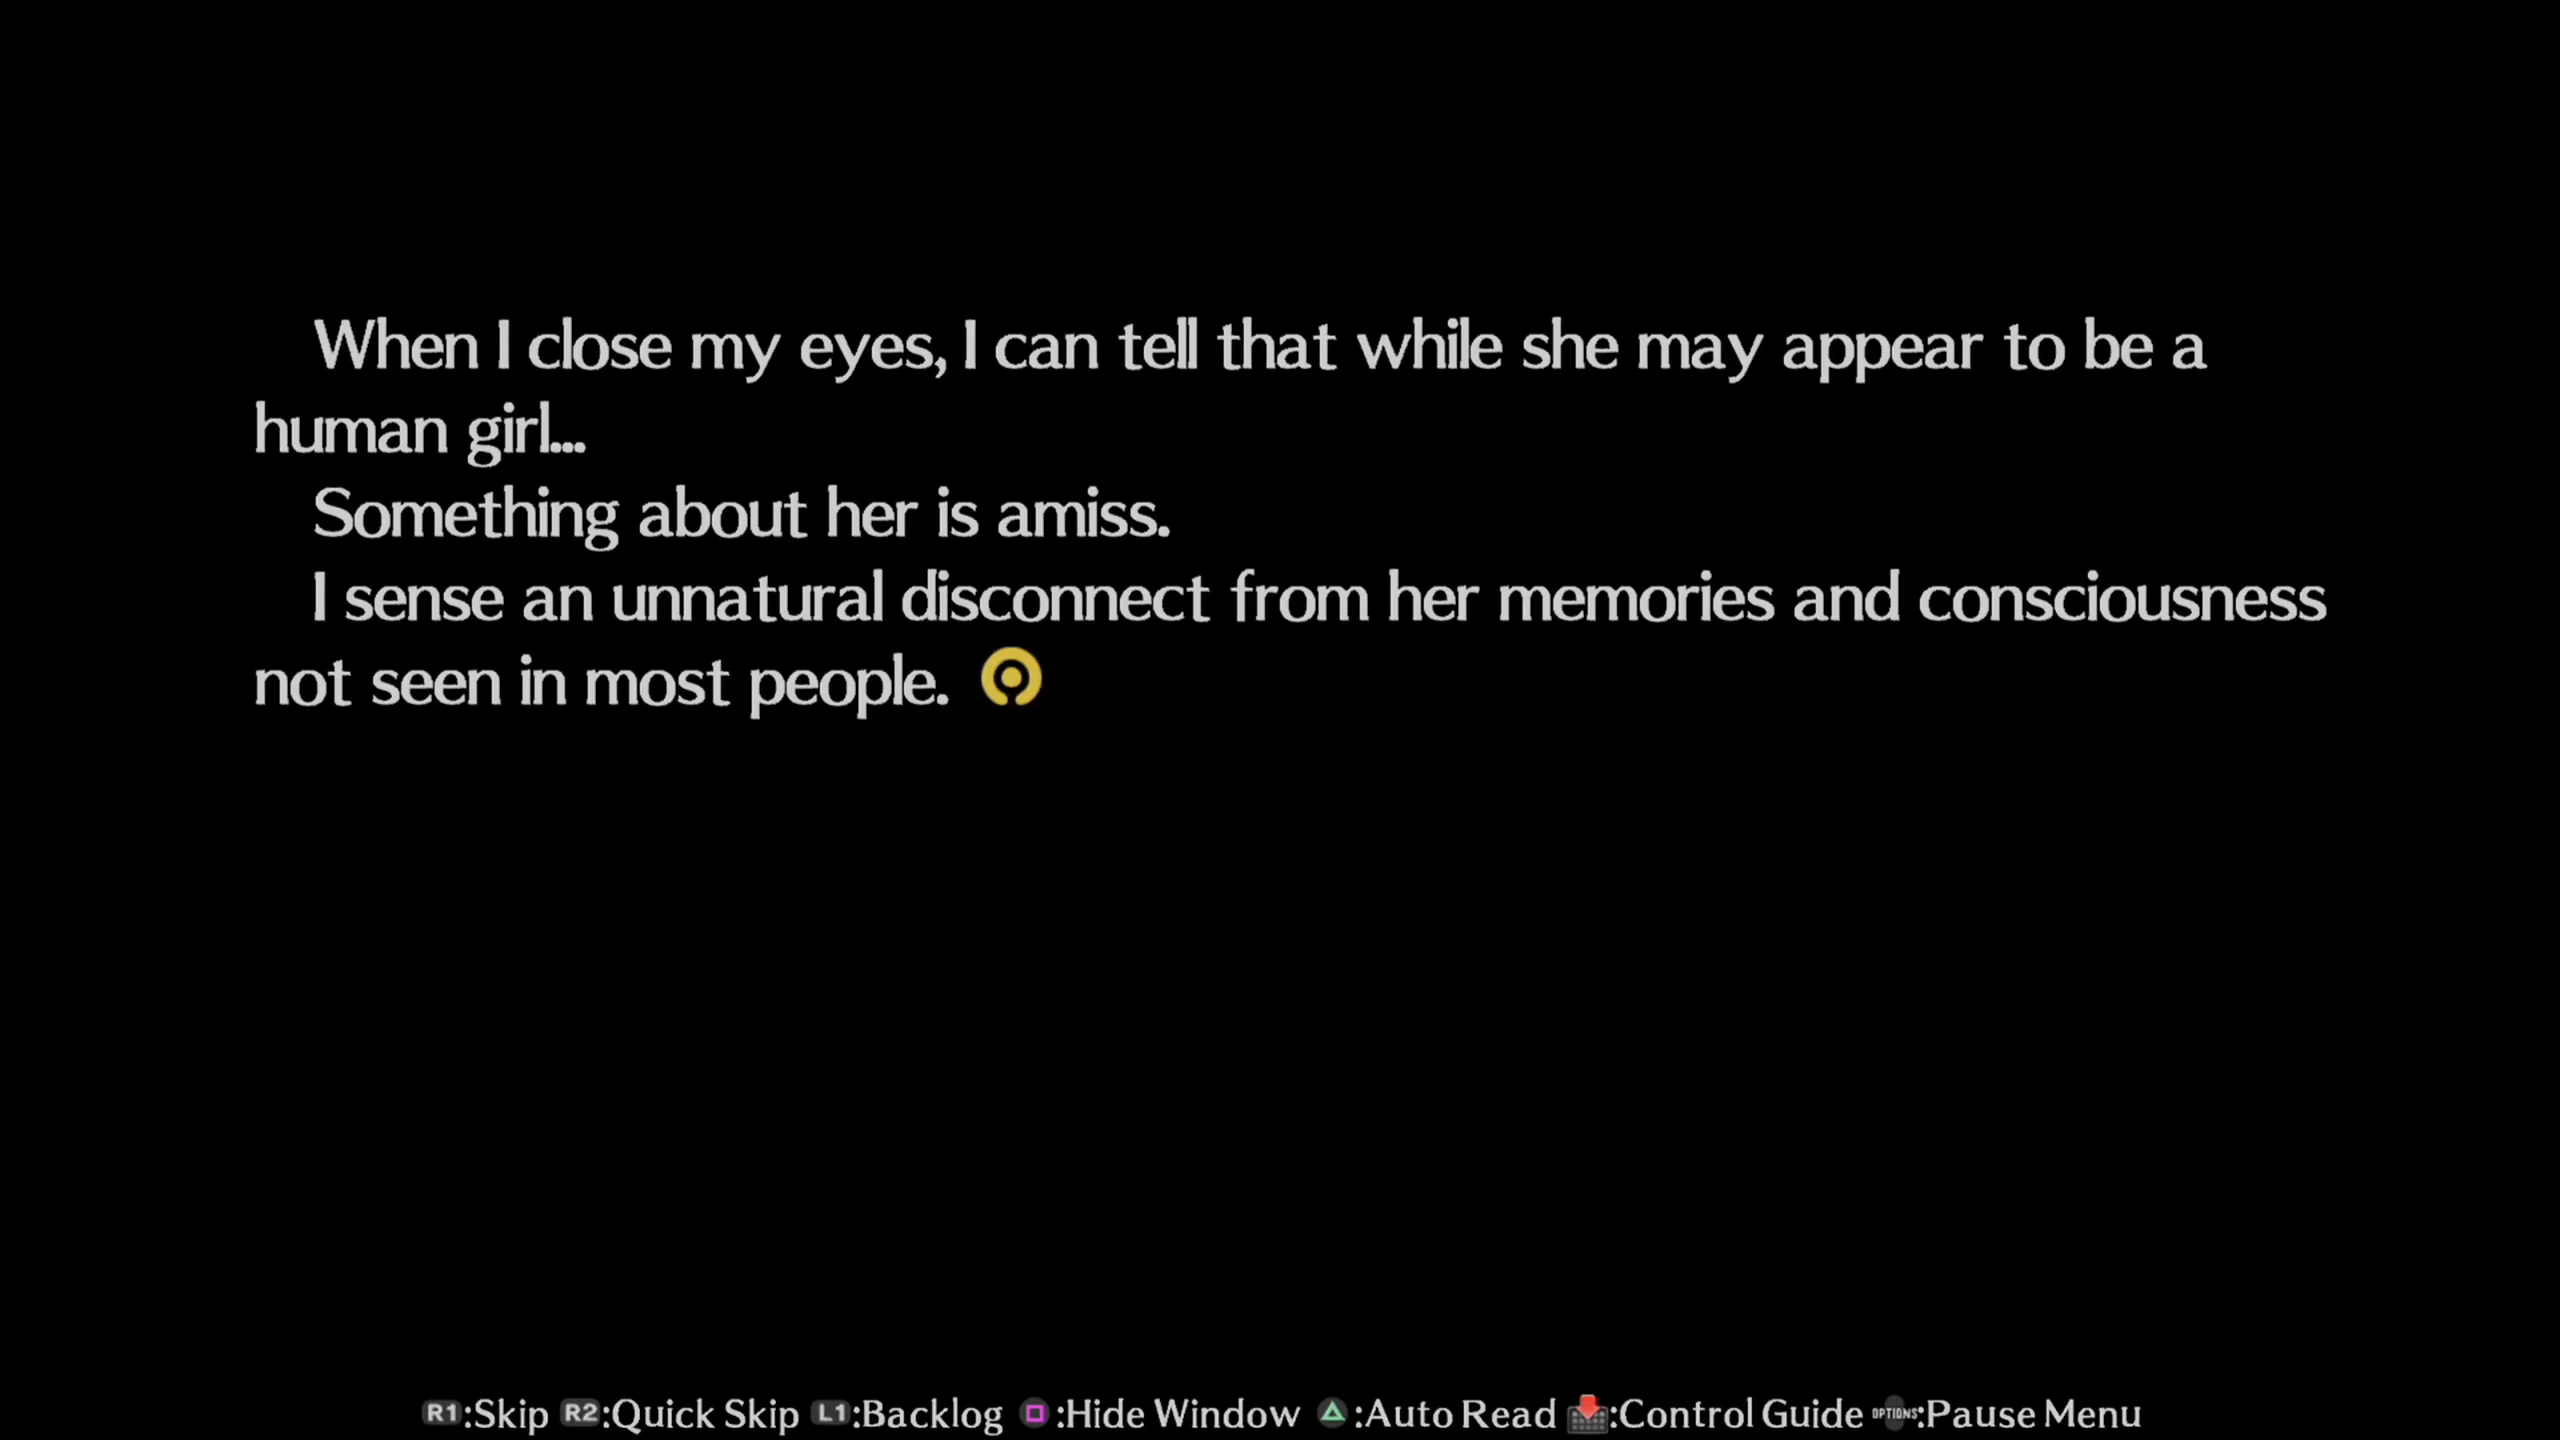 When I close my eyes, I can tell that while she may appear to be a
human girl...
Something about her is amiss.
I sense an unnatural disconnect from her memories and consciousness
not seen in most people.
R1:Skip R2:Quick Skip L1:Backlog :Hide Window :Auto Read :Control Guide OPTIONS:Pause Menu